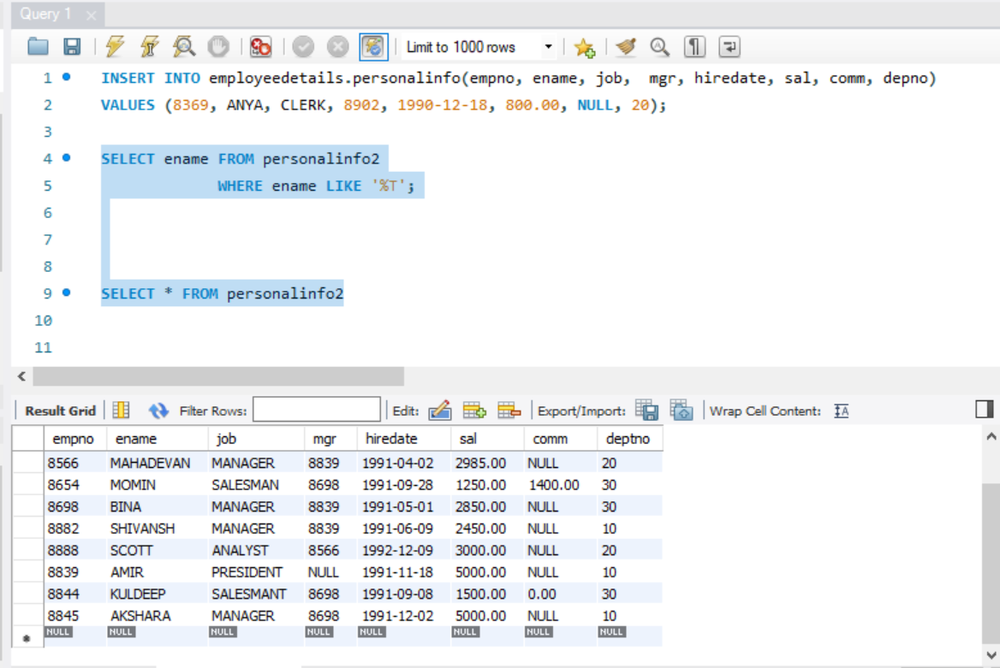 Query 1
Limit to 1000 rows
1 INSERT INTO employeedetails.personalinfo(empno, ename, job,  mgr, hiredate, sal, comm, depno)
2 VALUES (8369, ANYA, CLERK, 8902, 1990-12-18, 800.00, NULL, 20);
3
4 SELECT ename FROM personalinfo2
5 WHERE ename LIKE '%T';
6
7
8
9 SELECT * FROM personalinfo2
10
11
Result Grid Filter Rows: Edit: Export/Import: Wrap Cell Content: IA
empno ename job mgr hiredate sal comm deptno
8566 MAHADEVAN MANAGER 8839 1991-04-02 2985.00 NULL 20
8654 MOMIN SALESMAN 8698 1991-09-28 1250.00 1400.00 30
8698 BINA MANAGER 8839 1991-05-01 2850.00 NULL 30
8882 SHIVANSH MANAGER 8839 1991-06-09 2450.00 NULL 10
8888 SCOTT ANALYST 8566 1992-12-09 3000.00 NULL 20
8839 AMIR PRESIDENT NULL 1991-11-18 5000.00 NULL 10
8844 KULDEEP SALESMANT 8698 1991-09-08 1500.00 0.00 30
8845 AKSHARA MANAGER 8698 1991-12-02 5000.00 NULL 10
NULL NULL NULL NULL NULL NULL NULL NULL